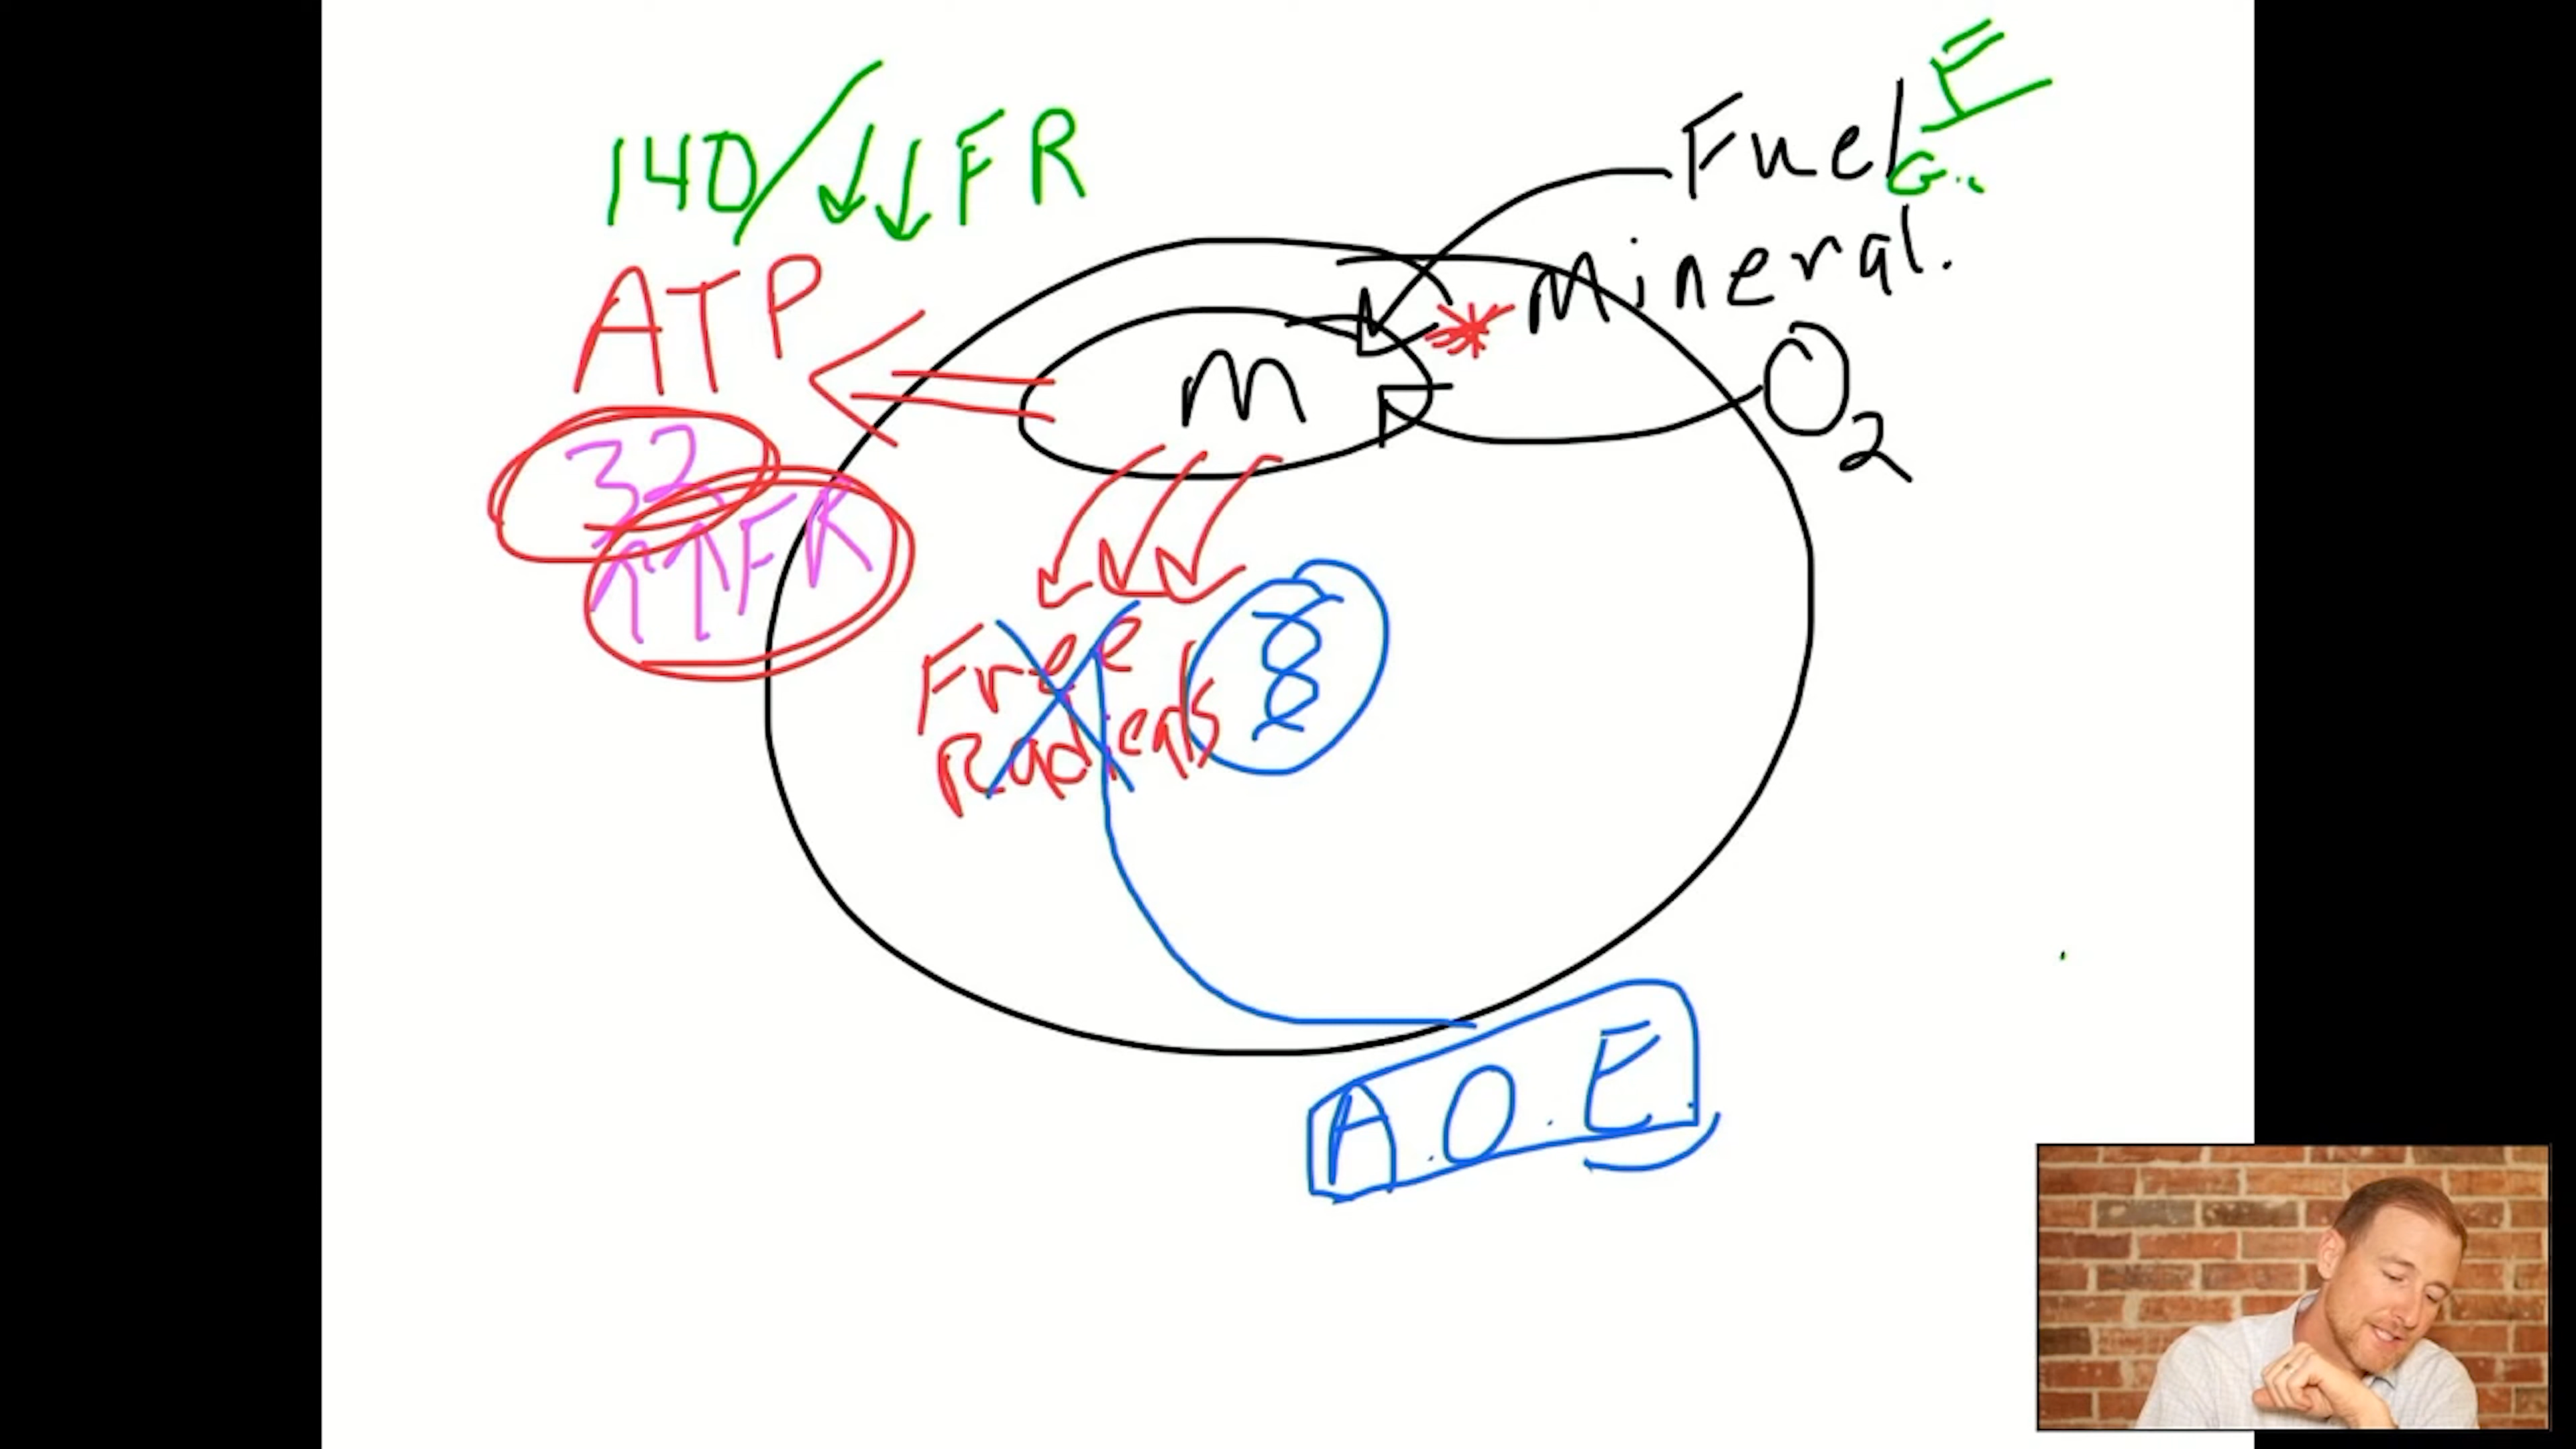 140/↓↓FR
Fuel F
G..
Mineral.
ATP
M
O2
32
↑↑FR
Free
Radicals
A.O.E